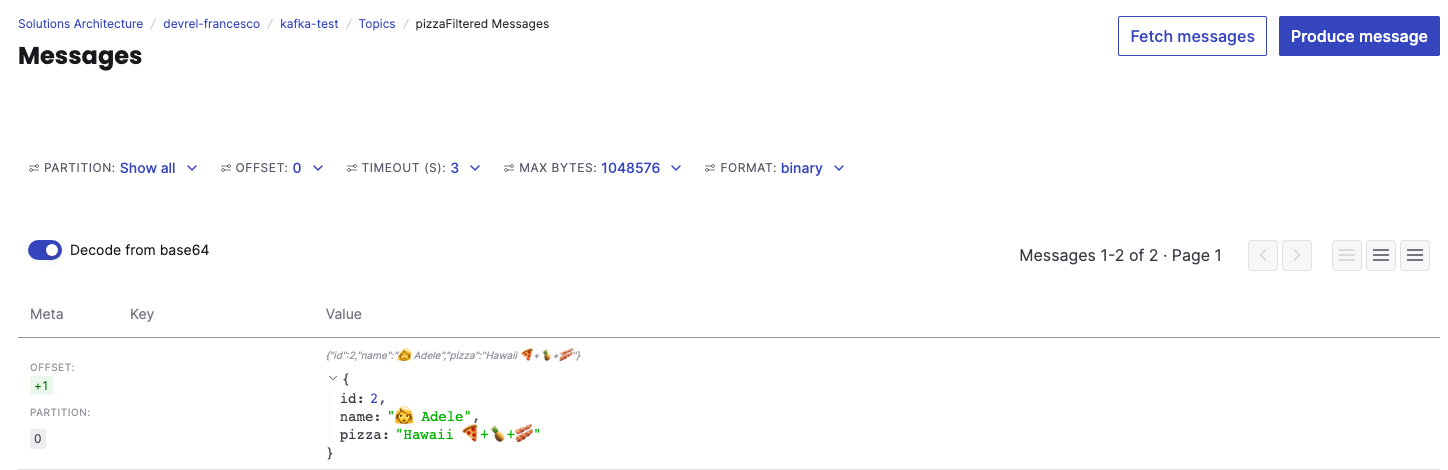 Solutions Architecture / devrel-francesco / kafka-test / Topics / pizzaFiltered Messages
Messages
Fetch messages
Produce message
PARTITION: Show all OFFSET: 0 TIMEOUT (S): 3 MAX BYTES: 1048576 FORMAT: binary
Decode from base64
Messages 1-2 of 2 · Page 1
Meta Key Value
{"id":2,"name":"👩 Adele","pizza":"Hawaii 🍕+🍍+🥓"}
OFFSET:
+1
PARTITION:
0
{
id: 2,
name: "👩 Adele",
pizza: "Hawaii 🍕+🍍+🥓"
}